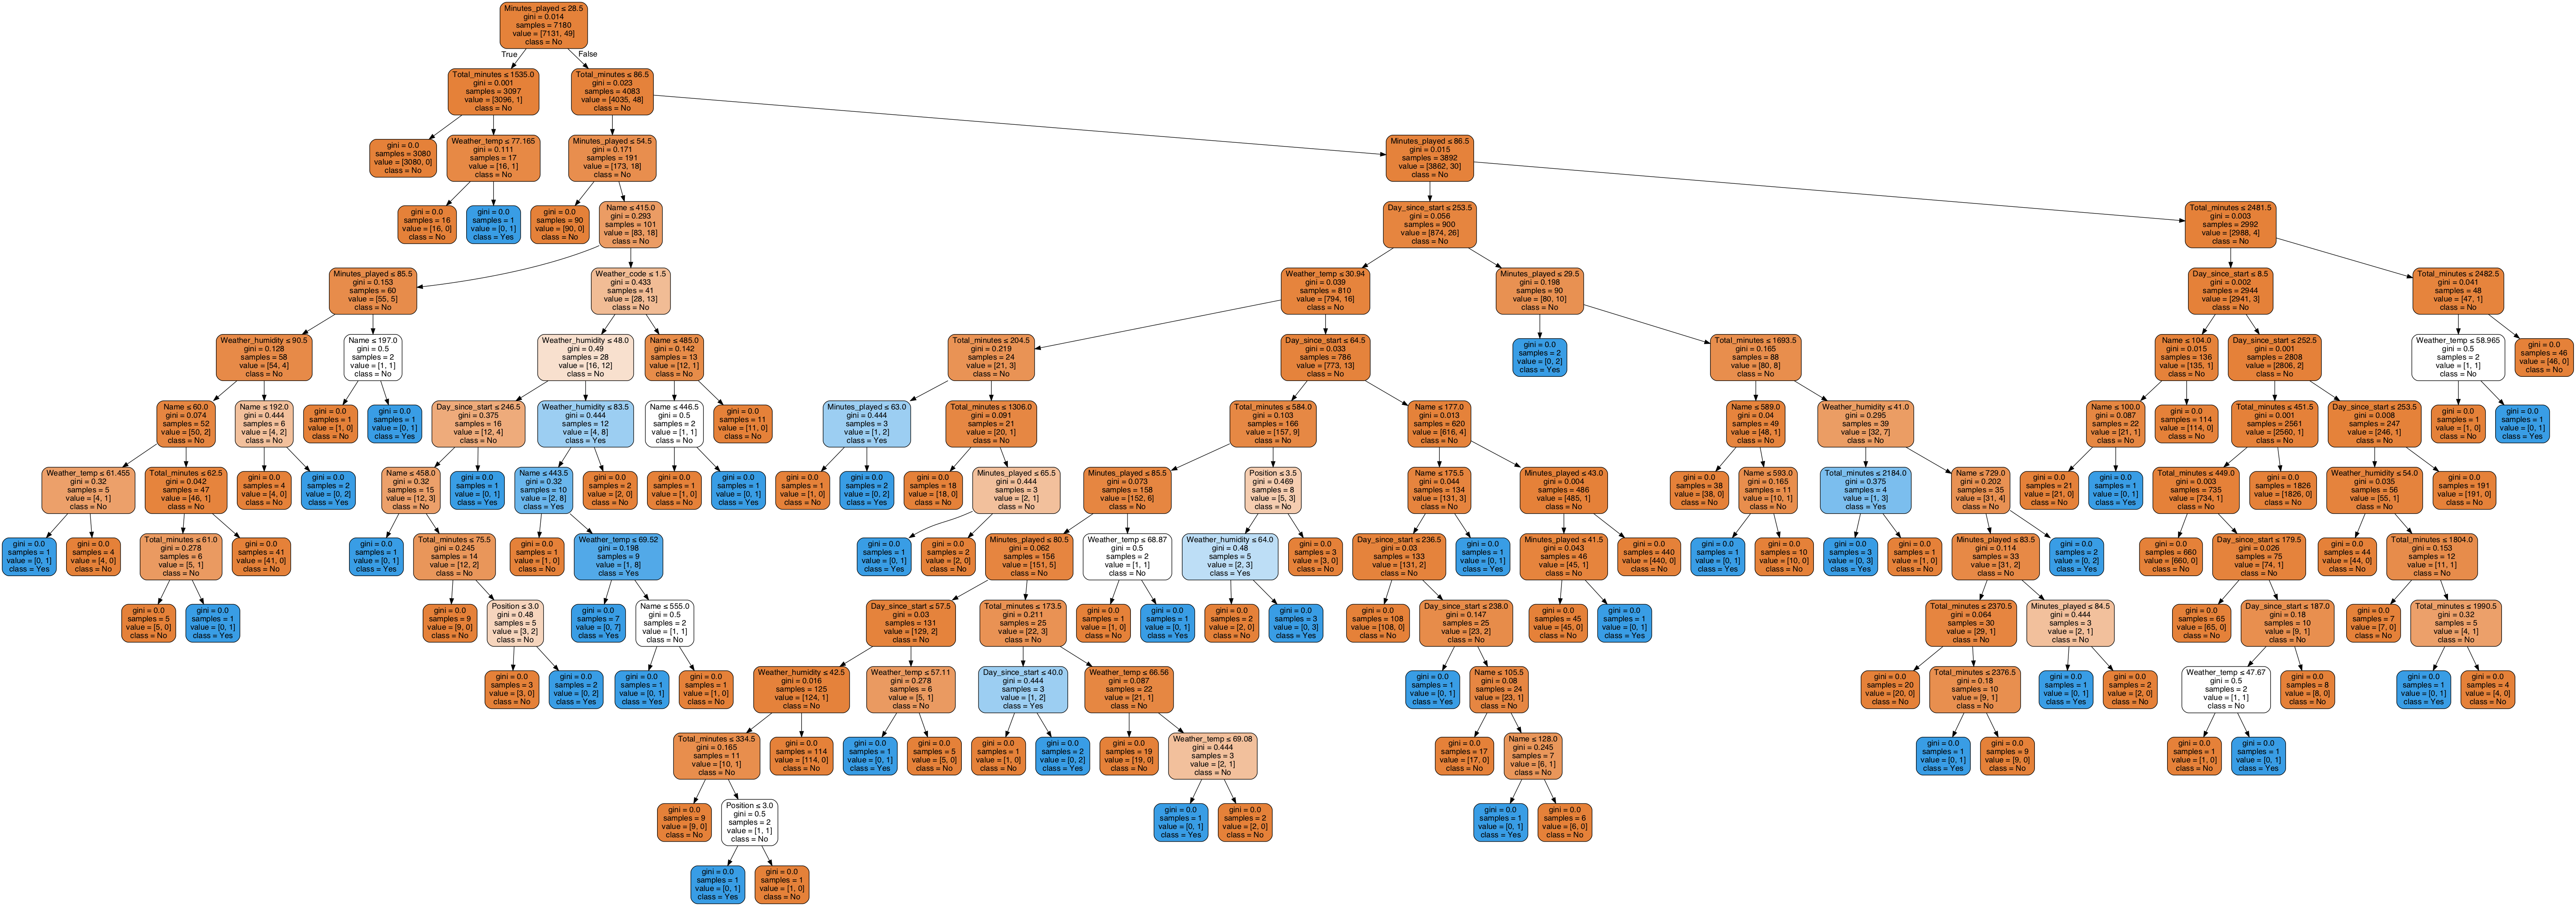 Minutes_played ≤ 28.5
gini = 0.014
samples = 7180
value = [7131, 49]
class = No
True
False
Total_minutes ≤ 1535.0
gini = 0.001
samples = 3097
value = [3096, 1]
class = No
Total_minutes ≤ 86.5
gini = 0.023
samples = 4083
value = [4035, 48]
class = No
gini = 0.0
samples = 3080
value = [3080, 0]
class = No
Weather_temp ≤ 77.165
gini = 0.111
samples = 17
value = [16, 1]
class = No
Minutes_played ≤ 54.5
gini = 0.171
samples = 191
value = [173, 18]
class = No
Minutes_played ≤ 86.5
gini = 0.015
samples = 3892
value = [3862, 30]
class = No
gini = 0.0
samples = 16
value = [16, 0]
class = No
gini = 0.0
samples = 1
value = [0, 1]
class = Yes
gini = 0.0
samples = 90
value = [90, 0]
class = No
Name ≤ 415.0
gini = 0.293
samples = 101
value = [83, 18]
class = No
Day_since_start ≤ 253.5
gini = 0.056
samples = 900
value = [874, 26]
class = No
Total_minutes ≤ 2481.5
gini = 0.003
samples = 2992
value = [2988, 4]
class = No
Minutes_played ≤ 85.5
gini = 0.153
samples = 60
value = [55, 5]
class = No
Weather_code ≤ 1.5
gini = 0.433
samples = 41
value = [28, 13]
class = No
Weather_temp ≤ 30.94
gini = 0.039
samples = 810
value = [794, 16]
class = No
Minutes_played ≤ 29.5
gini = 0.198
samples = 90
value = [80, 10]
class = No
Day_since_start ≤ 8.5
gini = 0.002
samples = 2944
value = [2941, 3]
class = No
Total_minutes ≤ 2482.5
gini = 0.041
samples = 48
value = [47, 1]
class = No
Weather_humidity ≤ 90.5
gini = 0.128
samples = 58
value = [54, 4]
class = No
Name ≤ 197.0
gini = 0.5
samples = 2
value = [1, 1]
class = No
Weather_humidity ≤ 48.0
gini = 0.49
samples = 28
value = [16, 12]
class = No
Name ≤ 485.0
gini = 0.142
samples = 13
value = [12, 1]
class = No
Total_minutes ≤ 204.5
gini = 0.219
samples = 24
value = [21, 3]
class = No
Day_since_start ≤ 64.5
gini = 0.033
samples = 786
value = [773, 13]
class = No
gini = 0.0
samples = 2
value = [0, 2]
class = Yes
Total_minutes ≤ 1693.5
gini = 0.165
samples = 88
value = [80, 8]
class = No
Name ≤ 104.0
gini = 0.015
samples = 136
value = [135, 1]
class = No
Day_since_start ≤ 252.5
gini = 0.001
samples = 2808
value = [2806, 2]
class = No
Weather_temp ≤ 58.965
gini = 0.5
samples = 2
value = [1, 1]
class = No
gini = 0.0
samples = 46
value = [46, 0]
class = No
Name ≤ 60.0
gini = 0.074
samples = 52
value = [50, 2]
class = No
Name ≤ 192.0
gini = 0.444
samples = 6
value = [4, 2]
class = No
gini = 0.0
samples = 1
value = [1, 0]
class = No
gini = 0.0
samples = 1
value = [0, 1]
class = Yes
Day_since_start ≤ 246.5
gini = 0.375
samples = 16
value = [12, 4]
class = No
Weather_humidity ≤ 83.5
gini = 0.444
samples = 12
value = [4, 8]
class = Yes
Name ≤ 446.5
gini = 0.5
samples = 2
value = [1, 1]
class = No
gini = 0.0
samples = 11
value = [11, 0]
class = No
Minutes_played ≤ 63.0
gini = 0.444
samples = 3
value = [1, 2]
class = Yes
Total_minutes ≤ 1306.0
gini = 0.091
samples = 21
value = [20, 1]
class = No
Total_minutes ≤ 584.0
gini = 0.103
samples = 166
value = [157, 9]
class = No
Name ≤ 177.0
gini = 0.013
samples = 620
value = [616, 4]
class = No
Name ≤ 589.0
gini = 0.04
samples = 49
value = [48, 1]
class = No
Weather_humidity ≤ 41.0
gini = 0.295
samples = 39
value = [32, 7]
class = No
Name ≤ 100.0
gini = 0.087
samples = 22
value = [21, 1]
class = No
gini = 0.0
samples = 114
value = [114, 0]
class = No
Total_minutes ≤ 451.5
gini = 0.001
samples = 2561
value = [2560, 1]
class = No
Day_since_start ≤ 253.5
gini = 0.008
samples = 247
value = [246, 1]
class = No
gini = 0.0
samples = 1
value = [1, 0]
class = No
gini = 0.0
samples = 1
value = [0, 1]
class = Yes
Weather_temp ≤ 61.455
gini = 0.32
samples = 5
value = [4, 1]
class = No
Total_minutes ≤ 62.5
gini = 0.042
samples = 47
value = [46, 1]
class = No
gini = 0.0
samples = 4
value = [4, 0]
class = No
gini = 0.0
samples = 2
value = [0, 2]
class = Yes
Name ≤ 458.0
gini = 0.32
samples = 15
value = [12, 3]
class = No
gini = 0.0
samples = 1
value = [0, 1]
class = Yes
Name ≤ 443.5
gini = 0.32
samples = 10
value = [2, 8]
class = Yes
gini = 0.0
samples = 2
value = [2, 0]
class = No
gini = 0.0
samples = 1
value = [1, 0]
class = No
gini = 0.0
samples = 1
value = [0, 1]
class = Yes
gini = 0.0
samples = 1
value = [1, 0]
class = No
gini = 0.0
samples = 2
value = [0, 2]
class = Yes
gini = 0.0
samples = 18
value = [18, 0]
class = No
Minutes_played ≤ 65.5
gini = 0.444
samples = 3
value = [2, 1]
class = No
Minutes_played ≤ 85.5
gini = 0.073
samples = 158
value = [152, 6]
class = No
Position ≤ 3.5
gini = 0.469
samples = 8
value = [5, 3]
class = No
Name ≤ 175.5
gini = 0.044
samples = 134
value = [131, 3]
class = No
Minutes_played ≤ 43.0
gini = 0.004
samples = 486
value = [485, 1]
class = No
gini = 0.0
samples = 38
value = [38, 0]
class = No
Name ≤ 593.0
gini = 0.165
samples = 11
value = [10, 1]
class = No
Total_minutes ≤ 2184.0
gini = 0.375
samples = 4
value = [1, 3]
class = Yes
Name ≤ 729.0
gini = 0.202
samples = 35
value = [31, 4]
class = No
gini = 0.0
samples = 21
value = [21, 0]
class = No
gini = 0.0
samples = 1
value = [0, 1]
class = Yes
Total_minutes ≤ 449.0
gini = 0.003
samples = 735
value = [734, 1]
class = No
gini = 0.0
samples = 1826
value = [1826, 0]
class = No
Weather_humidity ≤ 54.0
gini = 0.035
samples = 56
value = [55, 1]
class = No
gini = 0.0
samples = 191
value = [191, 0]
class = No
gini = 0.0
samples = 1
value = [0, 1]
class = Yes
gini = 0.0
samples = 4
value = [4, 0]
class = No
Total_minutes ≤ 61.0
gini = 0.278
samples = 6
value = [5, 1]
class = No
gini = 0.0
samples = 41
value = [41, 0]
class = No
gini = 0.0
samples = 1
value = [0, 1]
class = Yes
Total_minutes ≤ 75.5
gini = 0.245
samples = 14
value = [12, 2]
class = No
gini = 0.0
samples = 1
value = [1, 0]
class = No
Weather_temp ≤ 69.52
gini = 0.198
samples = 9
value = [1, 8]
class = Yes
gini = 0.0
samples = 1
value = [0, 1]
class = Yes
gini = 0.0
samples = 2
value = [2, 0]
class = No
Minutes_played ≤ 80.5
gini = 0.062
samples = 156
value = [151, 5]
class = No
Weather_temp ≤ 68.87
gini = 0.5
samples = 2
value = [1, 1]
class = No
Weather_humidity ≤ 64.0
gini = 0.48
samples = 5
value = [2, 3]
class = Yes
gini = 0.0
samples = 3
value = [3, 0]
class = No
Day_since_start ≤ 236.5
gini = 0.03
samples = 133
value = [131, 2]
class = No
gini = 0.0
samples = 1
value = [0, 1]
class = Yes
Minutes_played ≤ 41.5
gini = 0.043
samples = 46
value = [45, 1]
class = No
gini = 0.0
samples = 440
value = [440, 0]
class = No
gini = 0.0
samples = 1
value = [0, 1]
class = Yes
gini = 0.0
samples = 10
value = [10, 0]
class = No
gini = 0.0
samples = 3
value = [0, 3]
class = Yes
gini = 0.0
samples = 1
value = [1, 0]
class = No
Minutes_played ≤ 83.5
gini = 0.114
samples = 33
value = [31, 2]
class = No
gini = 0.0
samples = 2
value = [0, 2]
class = Yes
gini = 0.0
samples = 660
value = [660, 0]
class = No
Day_since_start ≤ 179.5
gini = 0.026
samples = 75
value = [74, 1]
class = No
gini = 0.0
samples = 44
value = [44, 0]
class = No
Total_minutes ≤ 1804.0
gini = 0.153
samples = 12
value = [11, 1]
class = No
gini = 0.0
samples = 5
value = [5, 0]
class = No
gini = 0.0
samples = 1
value = [0, 1]
class = Yes
gini = 0.0
samples = 9
value = [9, 0]
class = No
Position ≤ 3.0
gini = 0.48
samples = 5
value = [3, 2]
class = No
gini = 0.0
samples = 7
value = [0, 7]
class = Yes
Name ≤ 555.0
gini = 0.5
samples = 2
value = [1, 1]
class = No
Day_since_start ≤ 57.5
gini = 0.03
samples = 131
value = [129, 2]
class = No
Total_minutes ≤ 173.5
gini = 0.211
samples = 25
value = [22, 3]
class = No
gini = 0.0
samples = 1
value = [1, 0]
class = No
gini = 0.0
samples = 1
value = [0, 1]
class = Yes
gini = 0.0
samples = 2
value = [2, 0]
class = No
gini = 0.0
samples = 3
value = [0, 3]
class = Yes
gini = 0.0
samples = 108
value = [108, 0]
class = No
Day_since_start ≤ 238.0
gini = 0.147
samples = 25
value = [23, 2]
class = No
gini = 0.0
samples = 45
value = [45, 0]
class = No
gini = 0.0
samples = 1
value = [0, 1]
class = Yes
Total_minutes ≤ 2370.5
gini = 0.064
samples = 30
value = [29, 1]
class = No
Minutes_played ≤ 84.5
gini = 0.444
samples = 3
value = [2, 1]
class = No
gini = 0.0
samples = 65
value = [65, 0]
class = No
Day_since_start ≤ 187.0
gini = 0.18
samples = 10
value = [9, 1]
class = No
gini = 0.0
samples = 7
value = [7, 0]
class = No
Total_minutes ≤ 1990.5
gini = 0.32
samples = 5
value = [4, 1]
class = No
gini = 0.0
samples = 3
value = [3, 0]
class = No
gini = 0.0
samples = 2
value = [0, 2]
class = Yes
gini = 0.0
samples = 1
value = [0, 1]
class = Yes
gini = 0.0
samples = 1
value = [1, 0]
class = No
Weather_humidity ≤ 42.5
gini = 0.016
samples = 125
value = [124, 1]
class = No
Weather_temp ≤ 57.11
gini = 0.278
samples = 6
value = [5, 1]
class = No
Day_since_start ≤ 40.0
gini = 0.444
samples = 3
value = [1, 2]
class = Yes
Weather_temp ≤ 66.56
gini = 0.087
samples = 22
value = [21, 1]
class = No
gini = 0.0
samples = 1
value = [0, 1]
class = Yes
Name ≤ 105.5
gini = 0.08
samples = 24
value = [23, 1]
class = No
gini = 0.0
samples = 20
value = [20, 0]
class = No
Total_minutes ≤ 2376.5
gini = 0.18
samples = 10
value = [9, 1]
class = No
gini = 0.0
samples = 1
value = [0, 1]
class = Yes
gini = 0.0
samples = 2
value = [2, 0]
class = No
Weather_temp ≤ 47.67
gini = 0.5
samples = 2
value = [1, 1]
class = No
gini = 0.0
samples = 8
value = [8, 0]
class = No
gini = 0.0
samples = 1
value = [0, 1]
class = Yes
gini = 0.0
samples = 4
value = [4, 0]
class = No
Total_minutes ≤ 334.5
gini = 0.165
samples = 11
value = [10, 1]
class = No
gini = 0.0
samples = 114
value = [114, 0]
class = No
gini = 0.0
samples = 1
value = [0, 1]
class = Yes
gini = 0.0
samples = 5
value = [5, 0]
class = No
gini = 0.0
samples = 1
value = [1, 0]
class = No
gini = 0.0
samples = 2
value = [0, 2]
class = Yes
gini = 0.0
samples = 19
value = [19, 0]
class = No
Weather_temp ≤ 69.08
gini = 0.444
samples = 3
value = [2, 1]
class = No
gini = 0.0
samples = 17
value = [17, 0]
class = No
Name ≤ 128.0
gini = 0.245
samples = 7
value = [6, 1]
class = No
gini = 0.0
samples = 1
value = [0, 1]
class = Yes
gini = 0.0
samples = 9
value = [9, 0]
class = No
gini = 0.0
samples = 1
value = [1, 0]
class = No
gini = 0.0
samples = 1
value = [0, 1]
class = Yes
gini = 0.0
samples = 9
value = [9, 0]
class = No
Position ≤ 3.0
gini = 0.5
samples = 2
value = [1, 1]
class = No
gini = 0.0
samples = 1
value = [0, 1]
class = Yes
gini = 0.0
samples = 2
value = [2, 0]
class = No
gini = 0.0
samples = 1
value = [0, 1]
class = Yes
gini = 0.0
samples = 6
value = [6, 0]
class = No
gini = 0.0
samples = 1
value = [0, 1]
class = Yes
gini = 0.0
samples = 1
value = [1, 0]
class = No